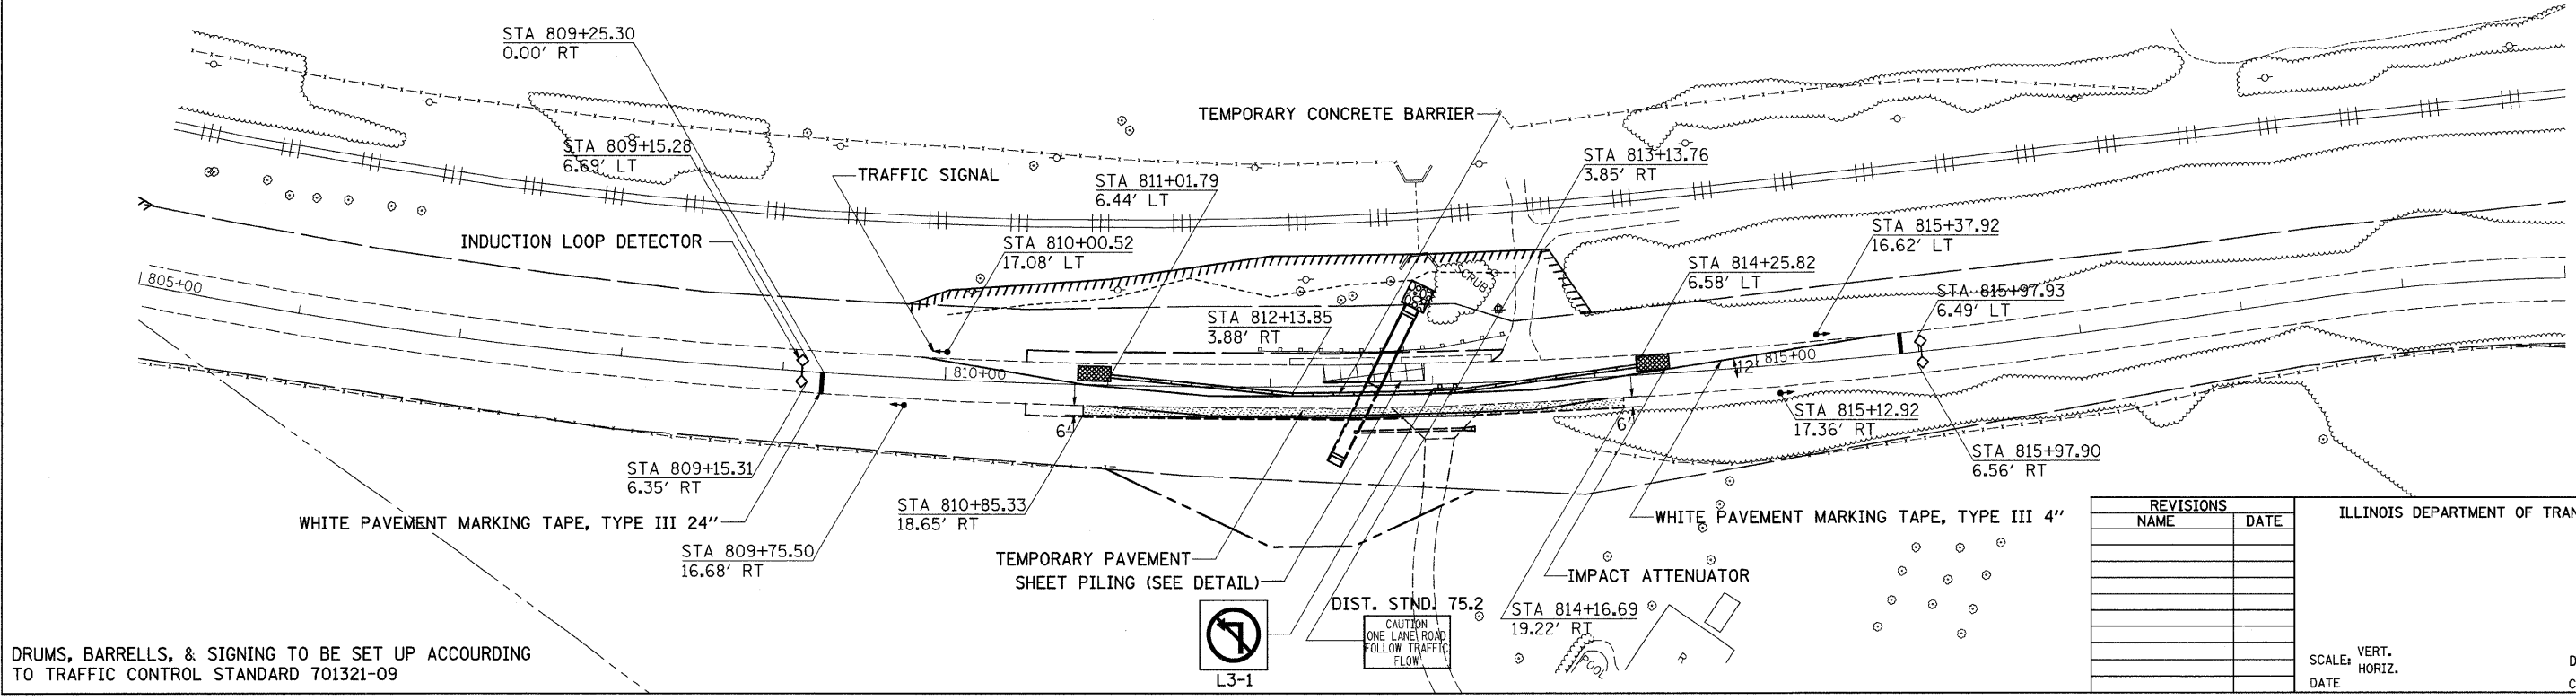 STA 809+25.30
0.00' RT
TEMPORARY CONCRETE BARRIER
STA 809+15.28
6.69' LT
TRAFFIC SIGNAL
STA 811+01.79
6.44' LT
STA 813+13.76
3.85' RT
INDUCTION LOOP DETECTOR
STA 810+00.52
17.08' LT
STA 815+37.92
16.62' LT
SCRUB
STA 814+25.82
6.58' LT
805+00
STA 815+97.93
6.49' LT
STA 812+13.85
3.88' RT
810+00
12'
815+00
6'
6'
STA 815+12.92
17.36' RT
STA 809+15.31
6.35' RT
STA 815+97.90
6.56' RT
STA 810+85.33
18.65' RT
WHITE PAVEMENT MARKING TAPE, TYPE III 24"
WHITE PAVEMENT MARKING TAPE, TYPE III 4"
STA 809+75.50
16.68' RT
TEMPORARY PAVEMENT
SHEET PILING (SEE DETAIL)
IMPACT ATTENUATOR
DIST. STND. 75.2
STA 814+16.69
19.22' RT
CAUTION
ONE LANE ROAD
FOLLOW TRAFFIC
FLOW
L3-1
POOL
R
DRUMS, BARRELLS, & SIGNING TO BE SET UP ACCOURDING
TO TRAFFIC CONTROL STANDARD 701321-09
REVISIONS
NAME DATE
ILLINOIS DEPARTMENT OF TRAN
SCALE: VERT.
HORIZ.
DATE
D
C